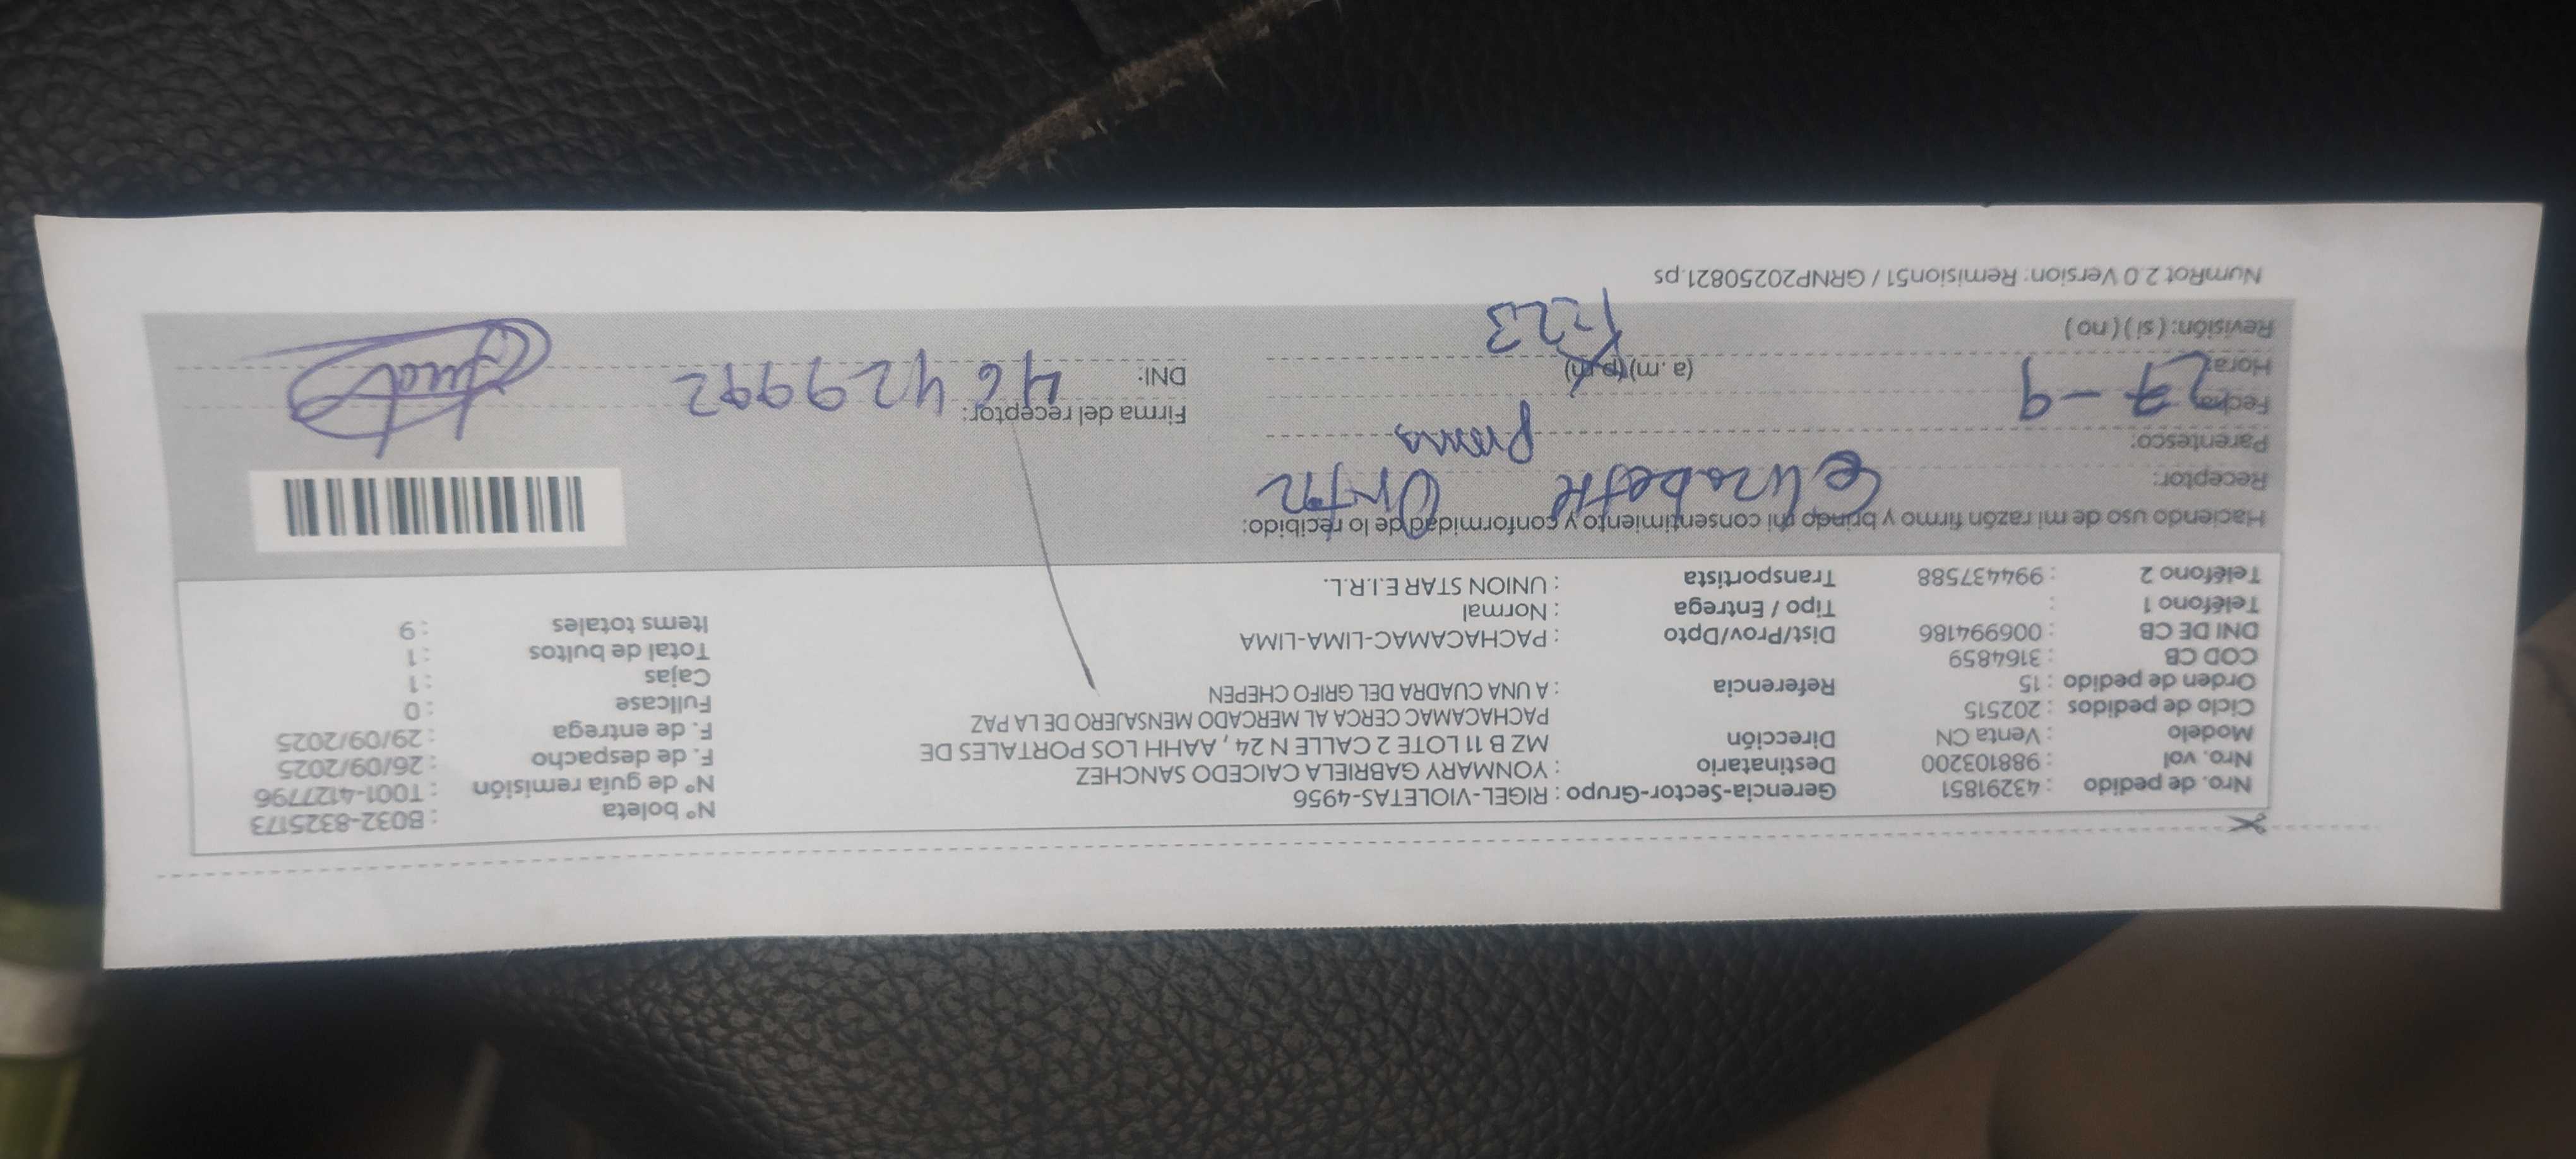 Nro. de pedido : 43291851 Gerencia-Sector-Grupo : RIGEL-VIOLETAS-4956 N° boleta : B032-8325173
Nro. vol : 988103200 Destinatario : YONMARY GABRIELA CAICEDO SANCHEZ N° de guía remisión : T001-4127796
Modelo : Venta CN Dirección MZ B 11 LOTE 2 CALLE N 24 , AAHH LOS PORTALES DE F. de despacho : 26/09/2025
Ciclo de pedidos : 202515 PACHACAMAC CERCA AL MERCADO MENSAJERO DE LA PAZ F. de entrega : 29/09/2025
Orden de pedido : 15 Referencia : A UNA CUADRA DEL GRIFO CHEPEN Fullcase : 0
COD CB : 3164859 Cajas : 1
DNI DE CB : 006994186 Dist/Prov/Dpto : PACHACAMAC-LIMA-LIMA Total de bultos : 1
Teléfono 1 : Tipo / Entrega : Normal Items totales : 9
Teléfono 2 : 994437588 Transportista : UNION STAR E.I.R.L.
Haciendo uso de mi razón firmo y brindo mi consentimiento y conformidad de lo recibido:
Receptor: Elizabeth
Parentesco:
Fecha: 27-9 Firma del receptor:
Hora: (a.m) (p.m) DNI: 46429992
Revisión: ( si ) ( no ) 1-23
NumRot 2.0 Version: Remision51 / GRNP20250821.ps